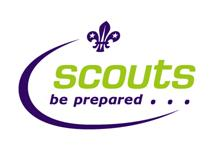 scouts
be prepared . . .